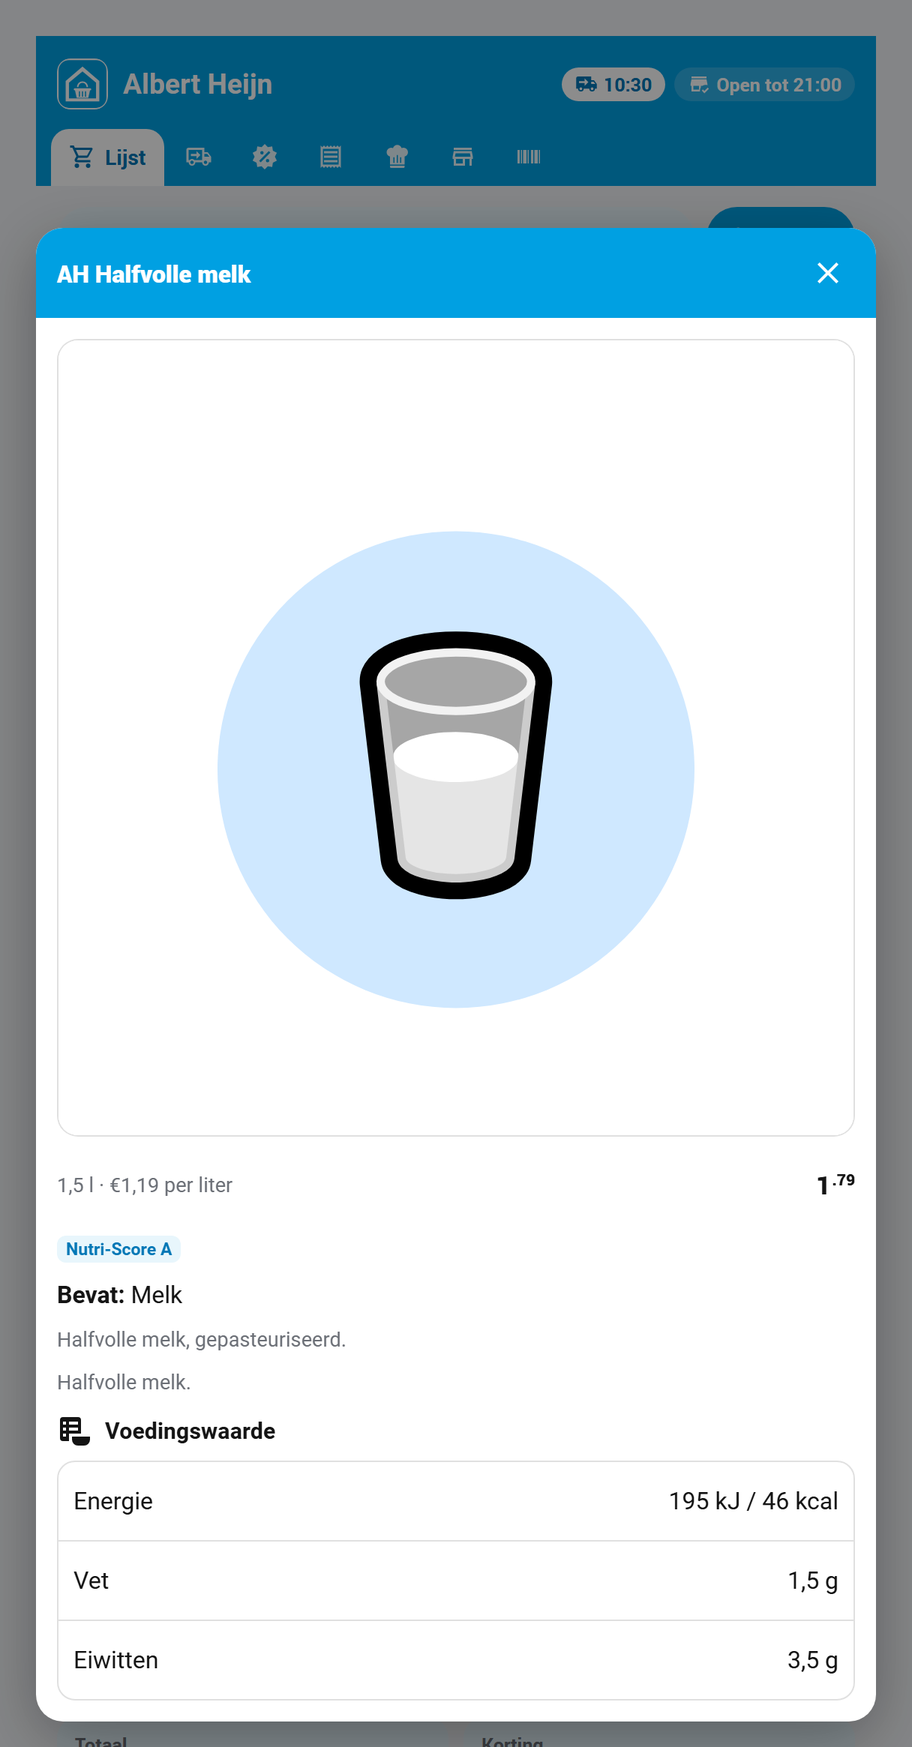 Albert Heijn
10:30
Open tot 21:00
Lijst
AH Halfvolle melk
1,5 l · €1,19 per liter
1.79
Nutri-Score A
Bevat: Melk
Halfvolle melk, gepasteuriseerd.
Halfvolle melk.
Voedingswaarde
Energie 195 kJ / 46 kcal
Vet 1,5 g
Eiwitten 3,5 g
Totaal Korting